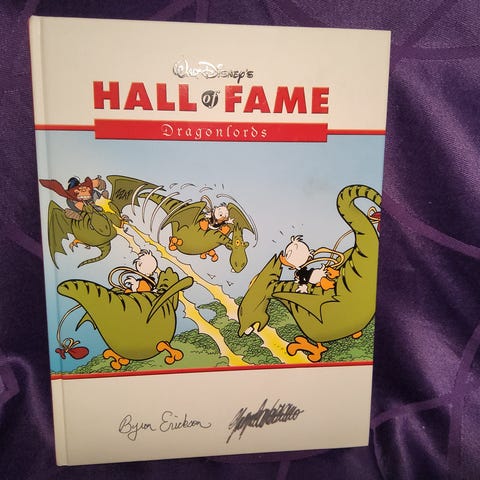 Walt Disney's
HALL of FAME
Dragonlords
Byron Erickson